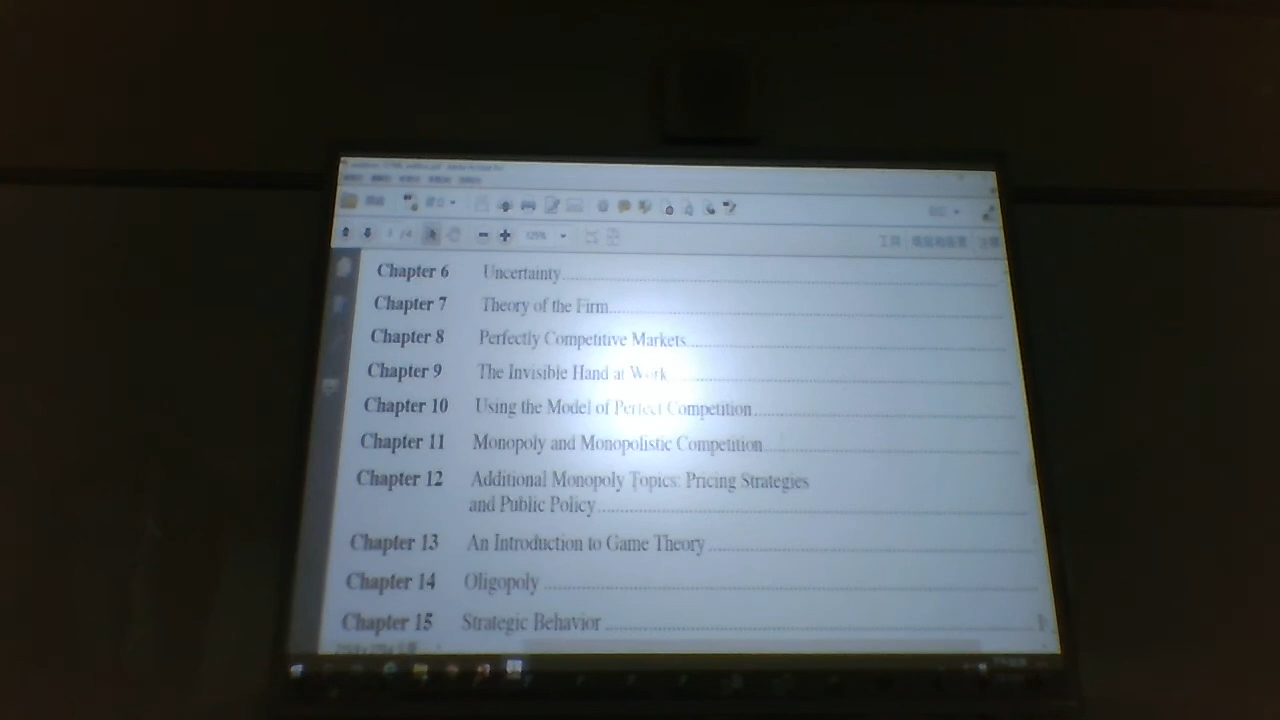 125%
Chapter 6 Uncertainty
Chapter 7 Theory of the Firm
Chapter 8 Perfectly Competitive Markets
Chapter 9 The Invisible Hand at Work
Chapter 10 Using the Model of Perfect Competition
Chapter 11 Monopoly and Monopolistic Competition
Chapter 12 Additional Monopoly Topics: Pricing Strategies
and Public Policy
Chapter 13 An Introduction to Game Theory
Chapter 14 Oligopoly
Chapter 15 Strategic Behavior